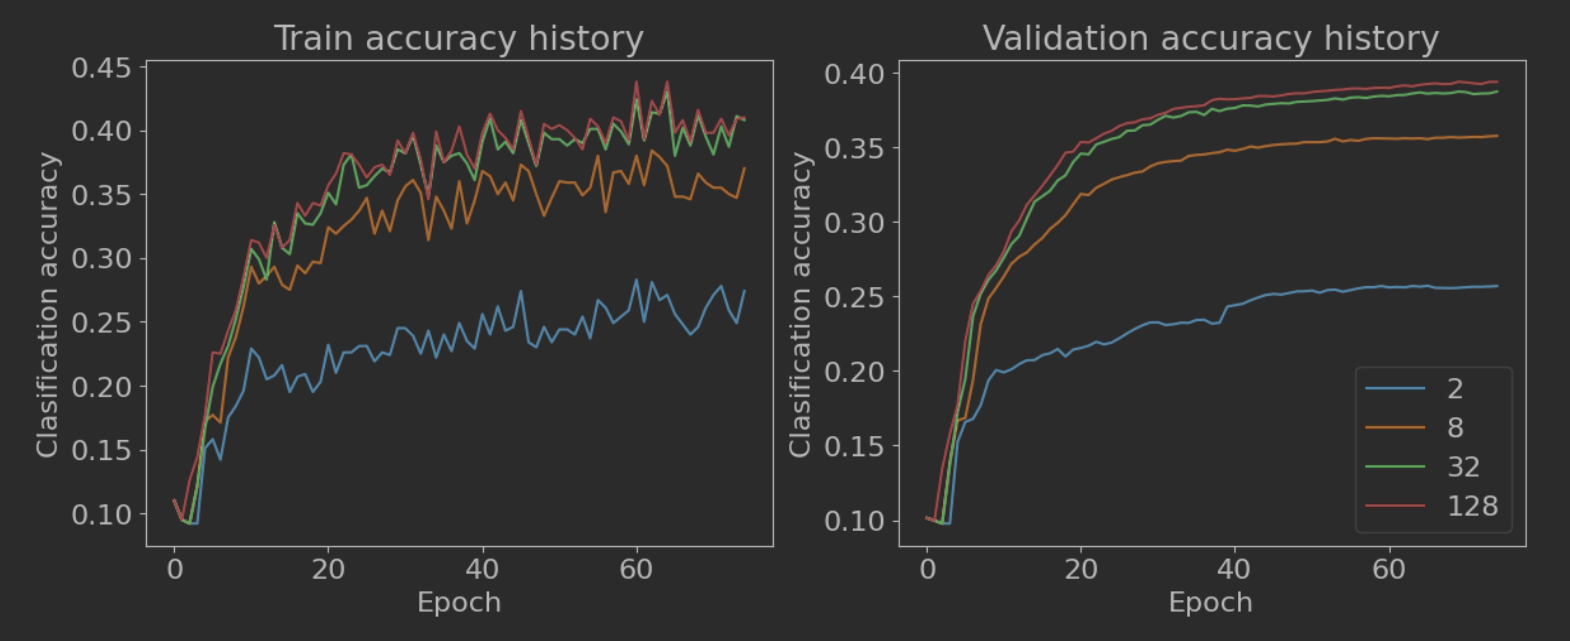 Train accuracy history
Clasification accuracy
0.45
0.40
0.35
0.30
0.25
0.20
0.15
0.10
0 20 40 60
Epoch
Validation accuracy history
Clasification accuracy
0.40
0.35
0.30
0.25
0.20
0.15
0.10
0 20 40 60
Epoch
2
8
32
128